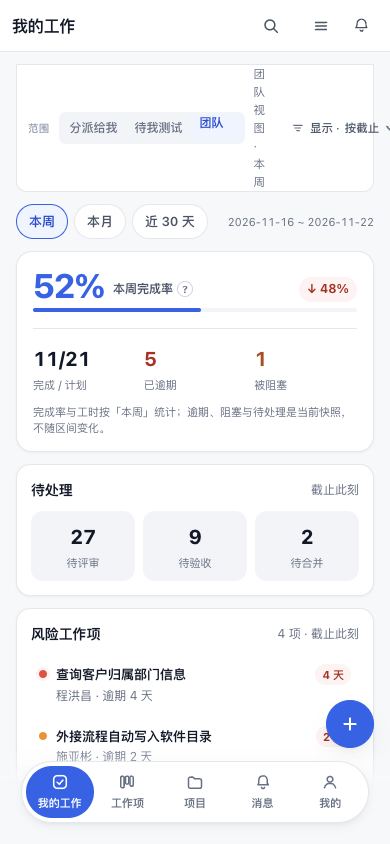 我的工作
范围
分派给我 待我测试 团队
团
队
视
图
·
本
周
显示 · 按截止
本周 本月 近 30 天 2026-11-16 ~ 2026-11-22
52% 本周完成率 ? ↓ 48%
11/21 5 1
完成 / 计划 已逾期 被阻塞
完成率与工时按「本周」统计；逾期、阻塞与待处理是当前快照，
不随区间变化。
待处理 截止此刻
27 9 2
待评审 待验收 待合并
风险工作项 4 项 · 截止此刻
查询客户归属部门信息 4 天
程洪昌 · 逾期 4 天
外接流程自动写入软件目录 2
施亚彬 · 逾期 2 天
我的工作 工作项 项目 消息 我的